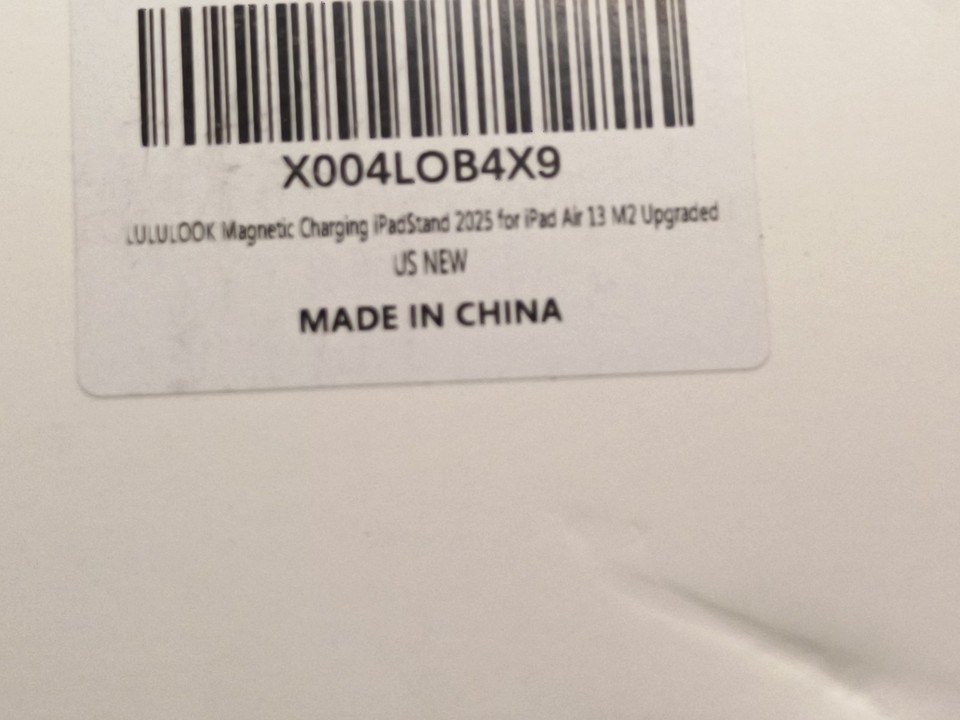 X004LOB4X9
LULULOOK Magnetic Charging iPadStand 2025 for iPad Air 13 M2 Upgraded
US NEW
MADE IN CHINA